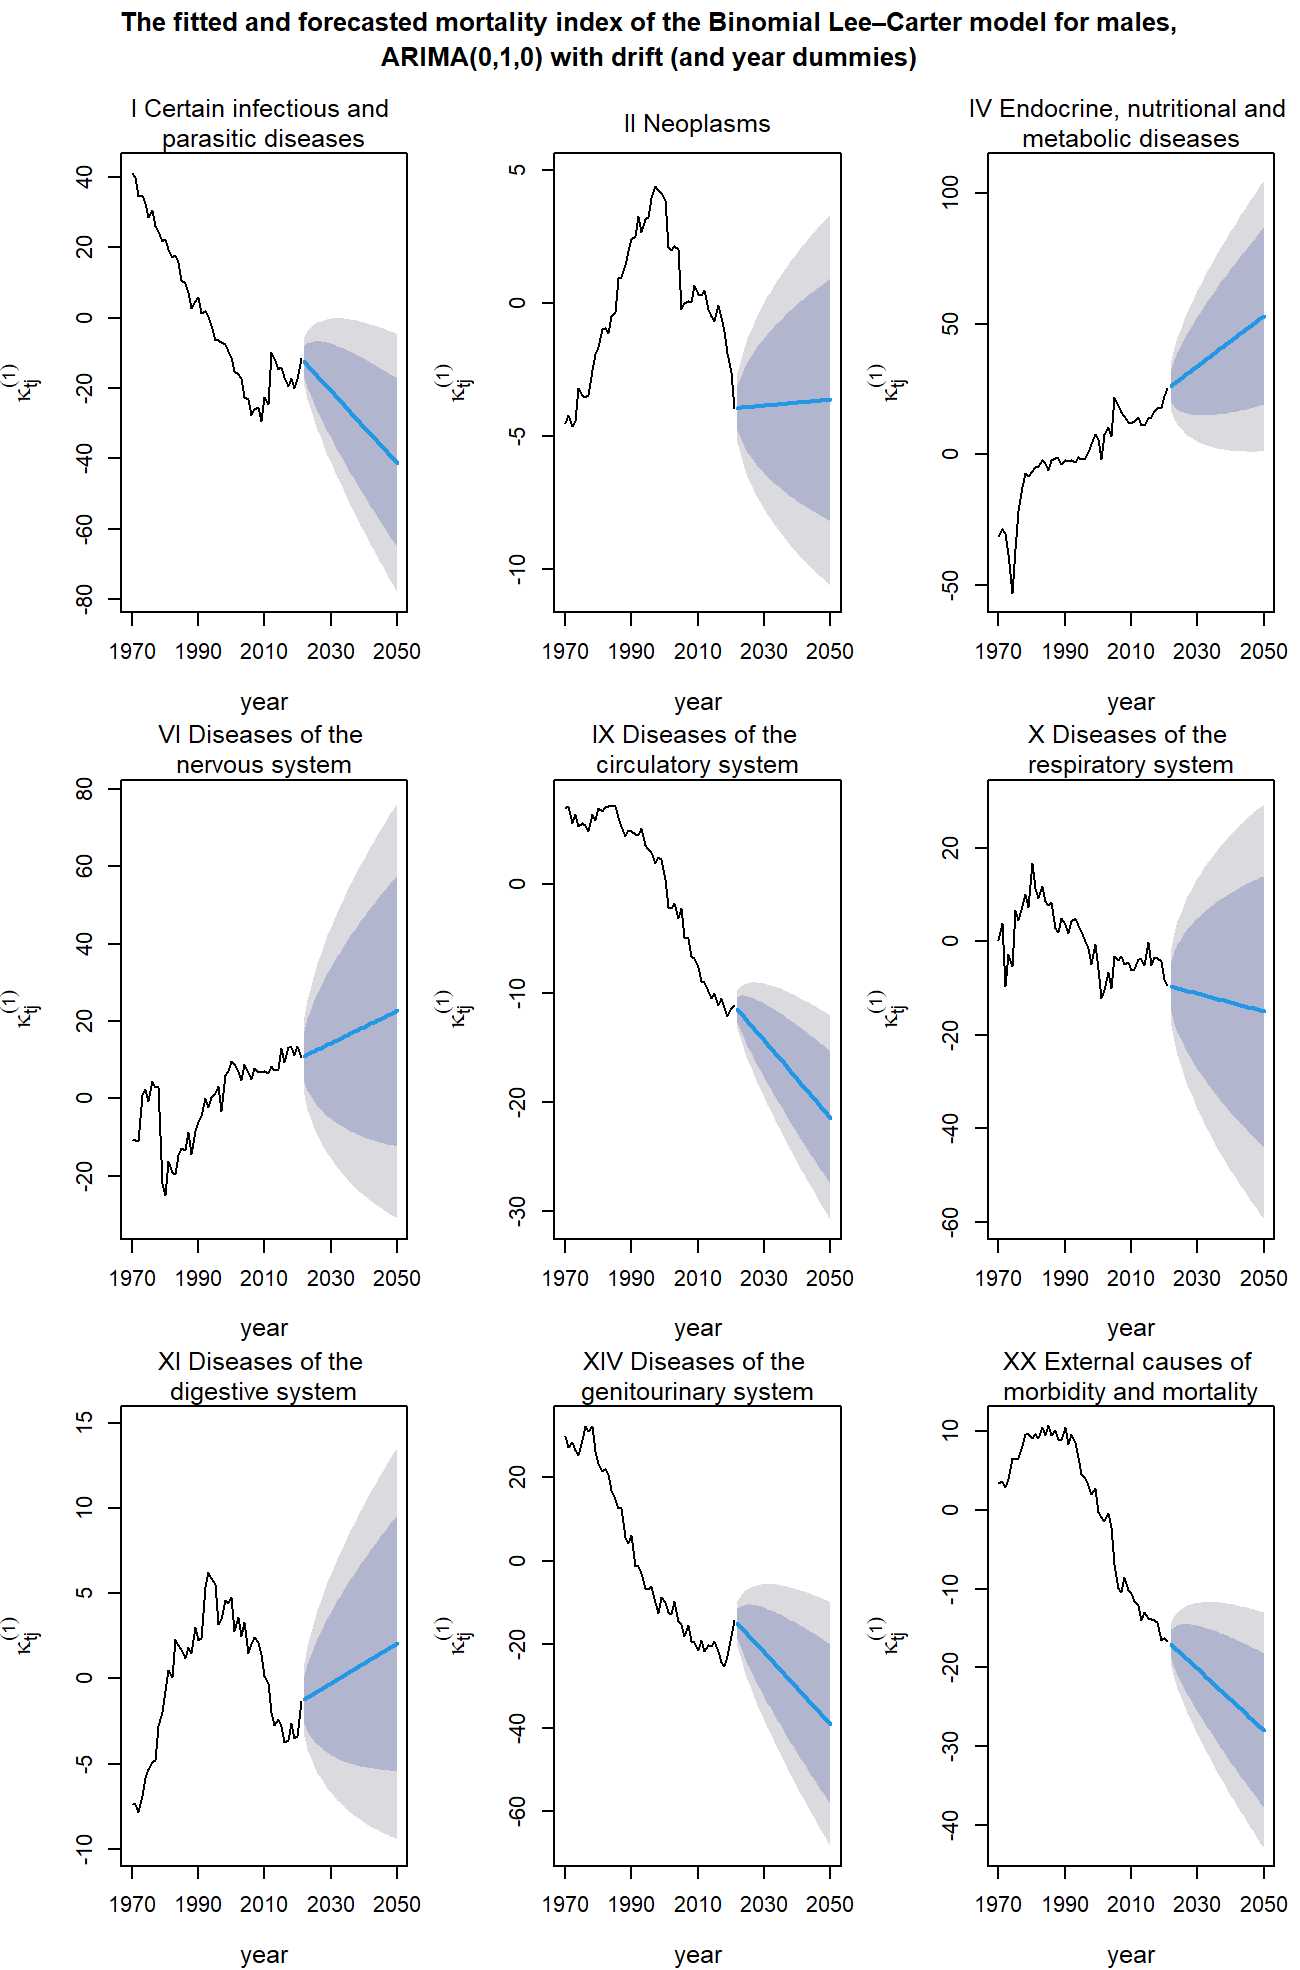 The fitted and forecasted mortality index of the Binomial Lee–Carter model for males,
ARIMA(0,1,0) with drift (and year dummies)
I Certain infectious and
parasitic diseases
40
20
0
-20
-40
-60
-80
κtj(1)
1970 1990 2010 2030 2050
year
II Neoplasms
5
0
-5
-10
κtj(1)
1970 1990 2010 2030 2050
year
IV Endocrine, nutritional and
metabolic diseases
100
50
0
-50
κtj(1)
1970 1990 2010 2030 2050
year
VI Diseases of the
nervous system
80
60
40
20
0
-20
κtj(1)
1970 1990 2010 2030 2050
year
IX Diseases of the
circulatory system
0
-10
-20
-30
κtj(1)
1970 1990 2010 2030 2050
year
X Diseases of the
respiratory system
20
0
-20
-40
-60
κtj(1)
1970 1990 2010 2030 2050
year
XI Diseases of the
digestive system
15
10
5
0
-5
-10
κtj(1)
1970 1990 2010 2030 2050
year
XIV Diseases of the
genitourinary system
20
0
-20
-40
-60
κtj(1)
1970 1990 2010 2030 2050
year
XX External causes of
morbidity and mortality
10
0
-10
-20
-30
-40
κtj(1)
1970 1990 2010 2030 2050
year